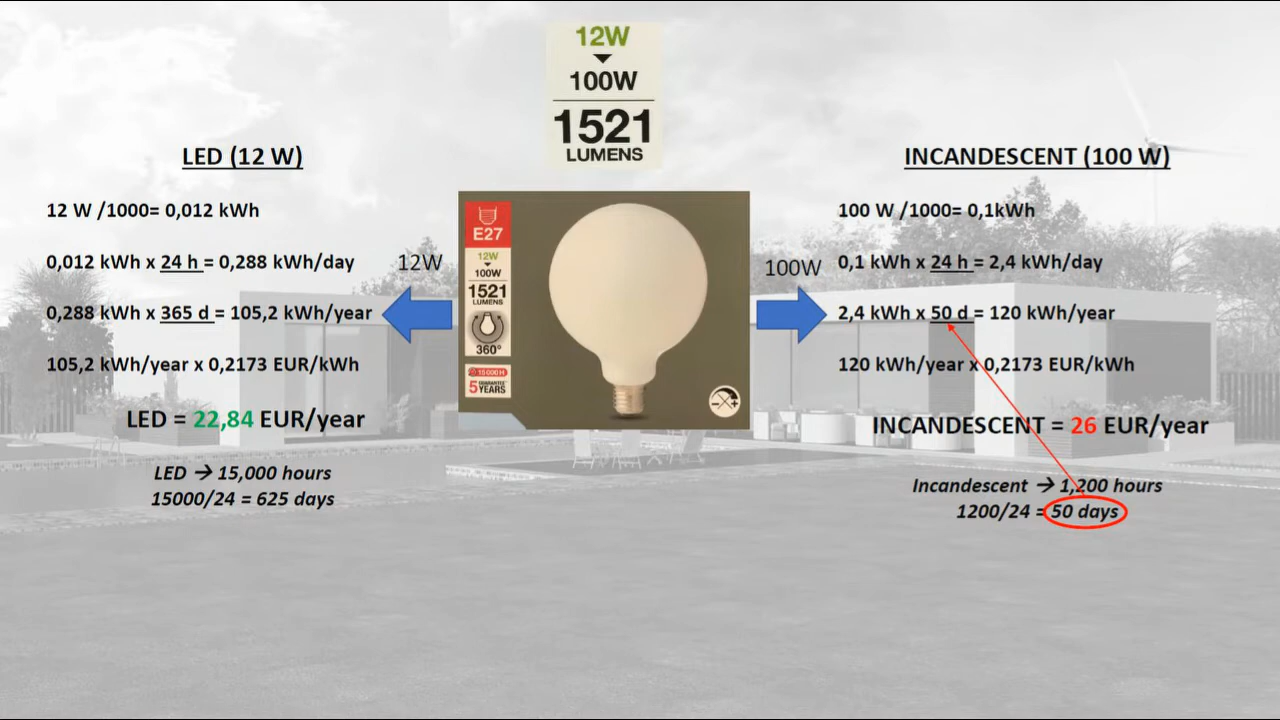 12W
100W
1521
LUMENS
LED (12 W)
12 W /1000= 0,012 kWh
0,012 kWh x 24 h = 0,288 kWh/day
0,288 kWh x 365 d = 105,2 kWh/year
105,2 kWh/year x 0,2173 EUR/kWh
LED = 22,84 EUR/year
LED → 15,000 hours
15000/24 = 625 days
12W
E27
12W
100W
1521
LUMENS
360°
15000H
5 GUARANTEE YEARS
100W
INCANDESCENT (100 W)
100 W /1000= 0,1kWh
0,1 kWh x 24 h = 2,4 kWh/day
2,4 kWh x 50 d = 120 kWh/year
120 kWh/year x 0,2173 EUR/kWh
INCANDESCENT = 26 EUR/year
Incandescent → 1,200 hours
1200/24 = 50 days